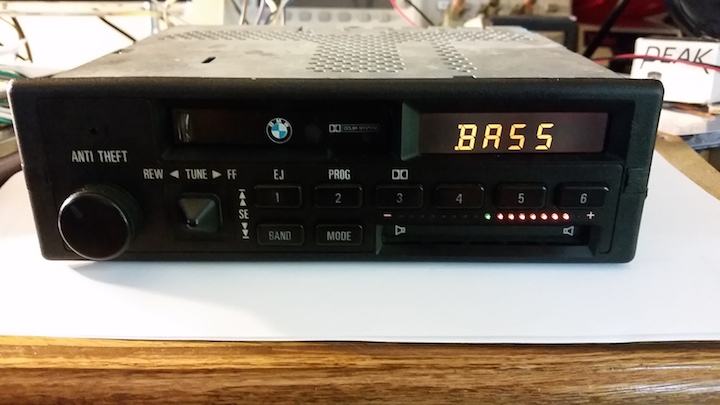 PEAK
BMW
DOLBY SYSTEM
BASS
ANTI THEFT
REW ◄ TUNE ► FF
EJ PROG
SE
1 2 3 4 5 6
- +
BAND MODE